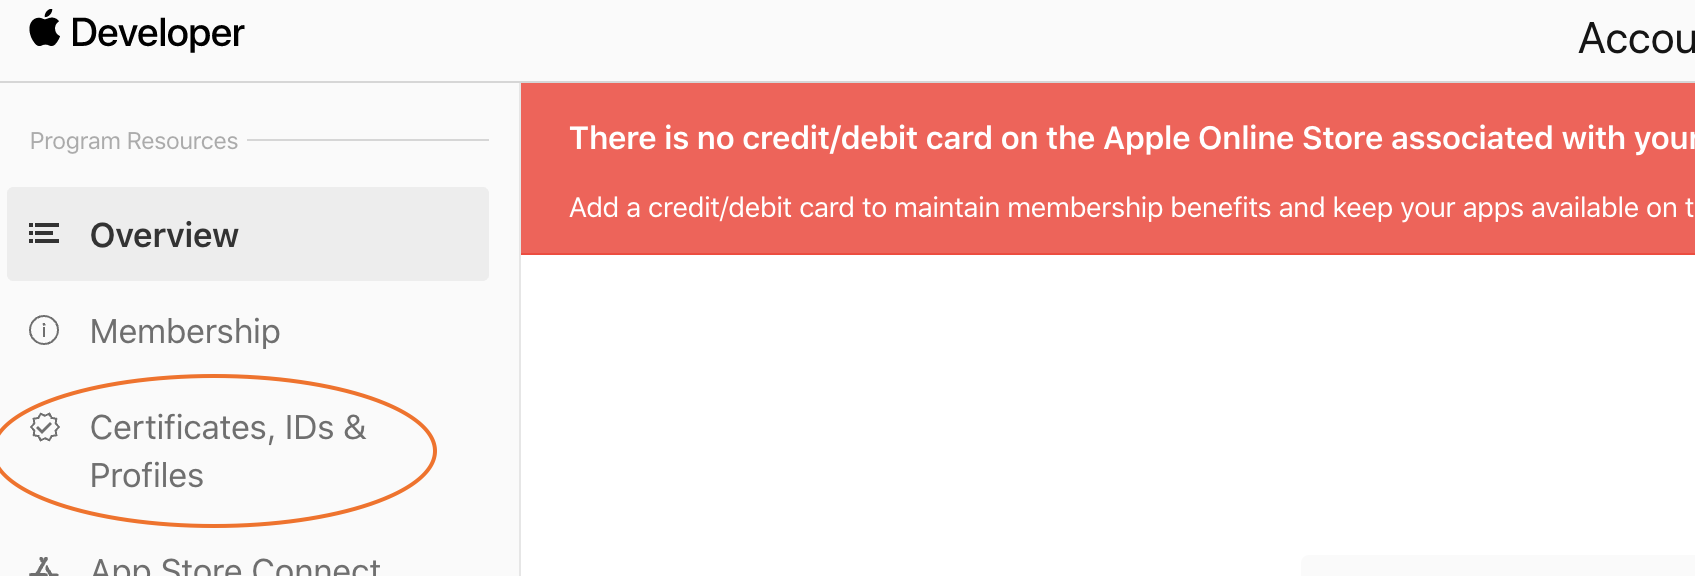 Developer
Accou
Program Resources
There is no credit/debit card on the Apple Online Store associated with your
Add a credit/debit card to maintain membership benefits and keep your apps available on t
Overview
Membership
Certificates, IDs &
Profiles
App Store Connect